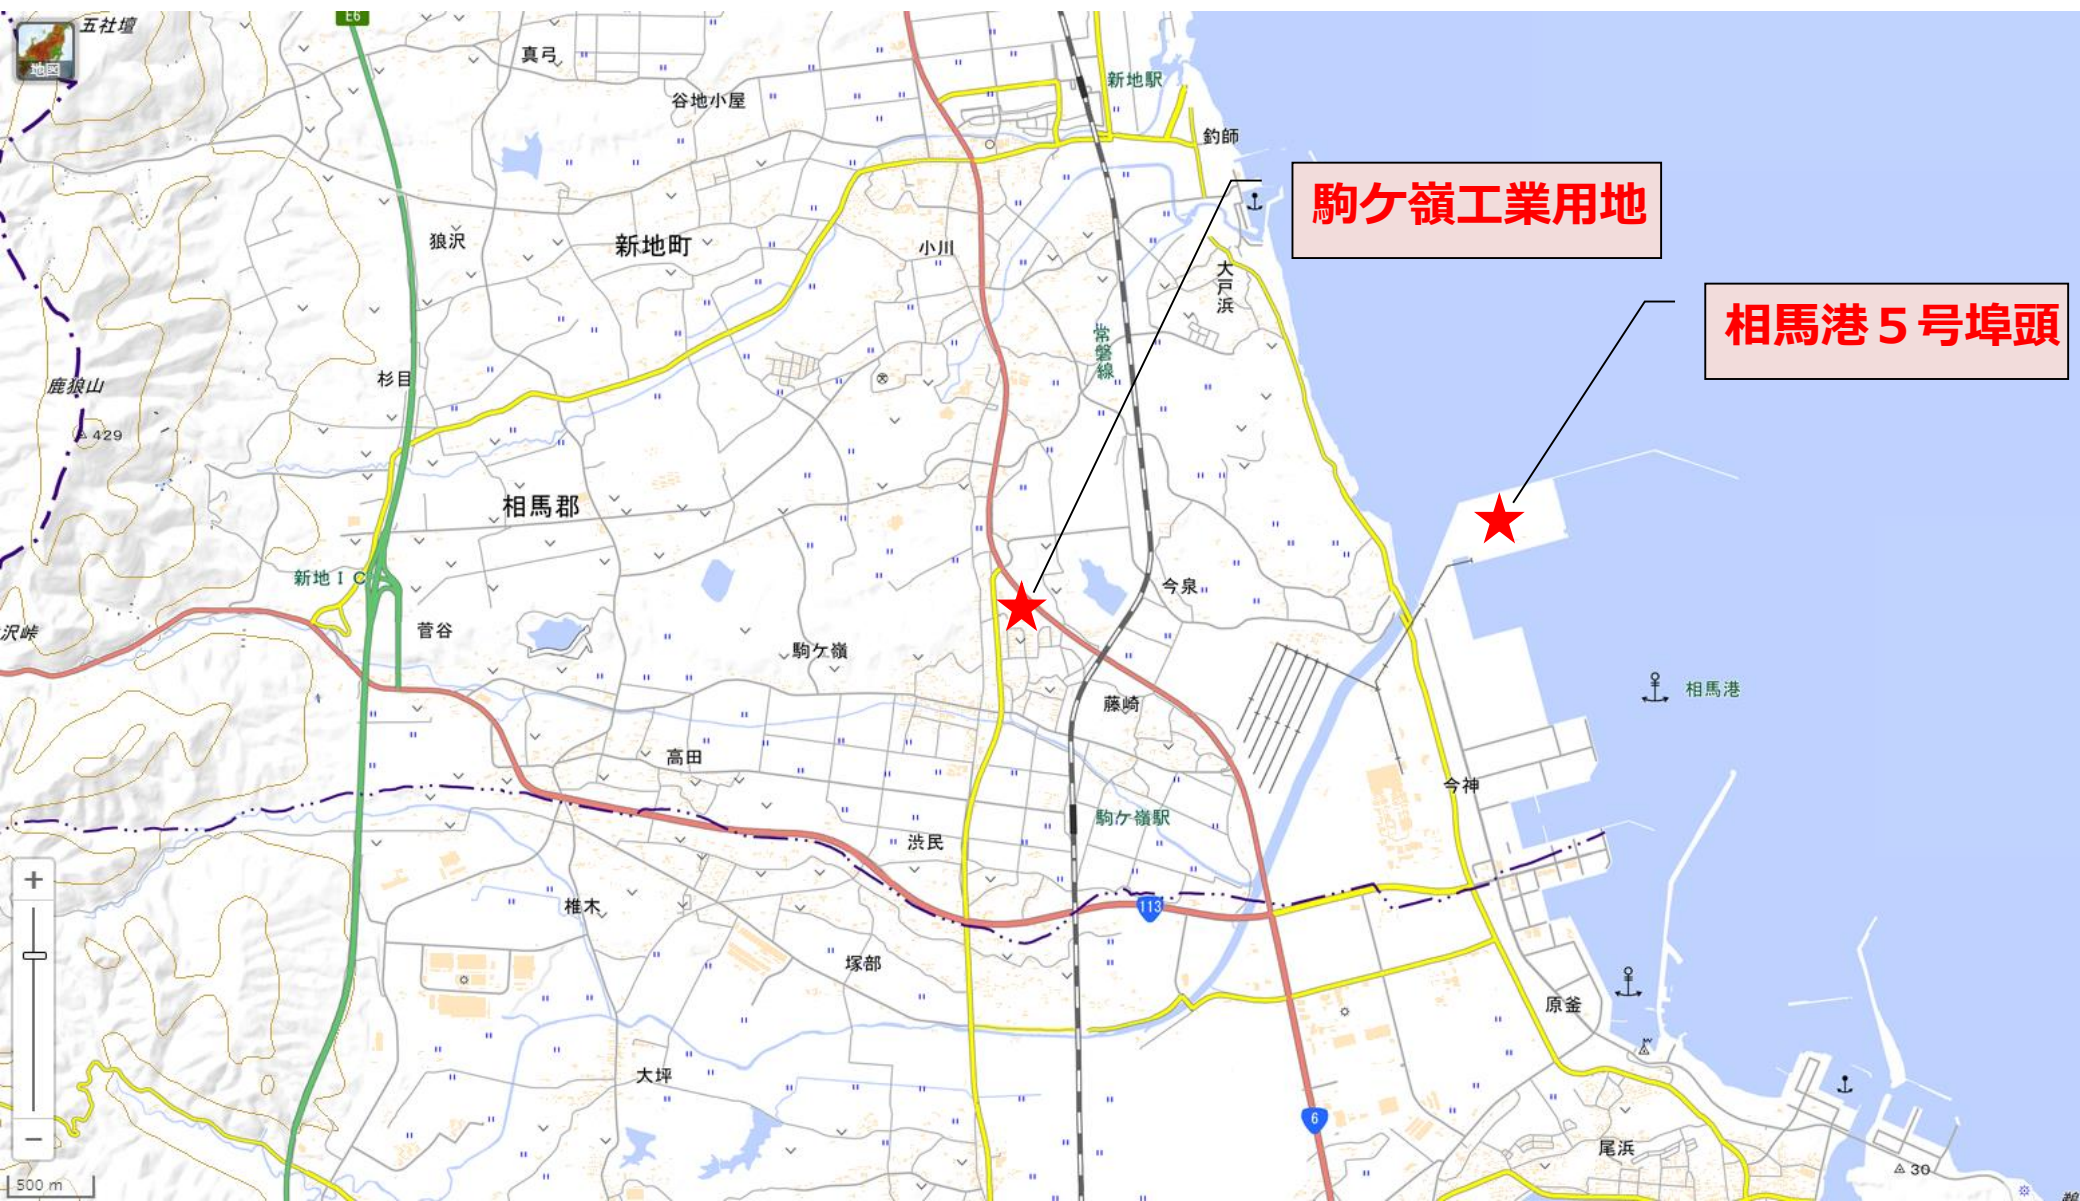 E6
五社壇
地図
真弓
新地駅
谷地小屋
釣師
駒ケ嶺工業用地
狼沢
新地町
小川
大戸浜
相馬港５号埠頭
常磐線
鹿狼山
杉目
429
相馬郡
新地ＩＣ
今泉
沢峠
菅谷
駒ケ嶺
相馬港
藤崎
高田
今神
駒ケ嶺駅
渋民
椎木
113
塚部
原釜
大坪
6
尾浜
30
＋
－
500 m